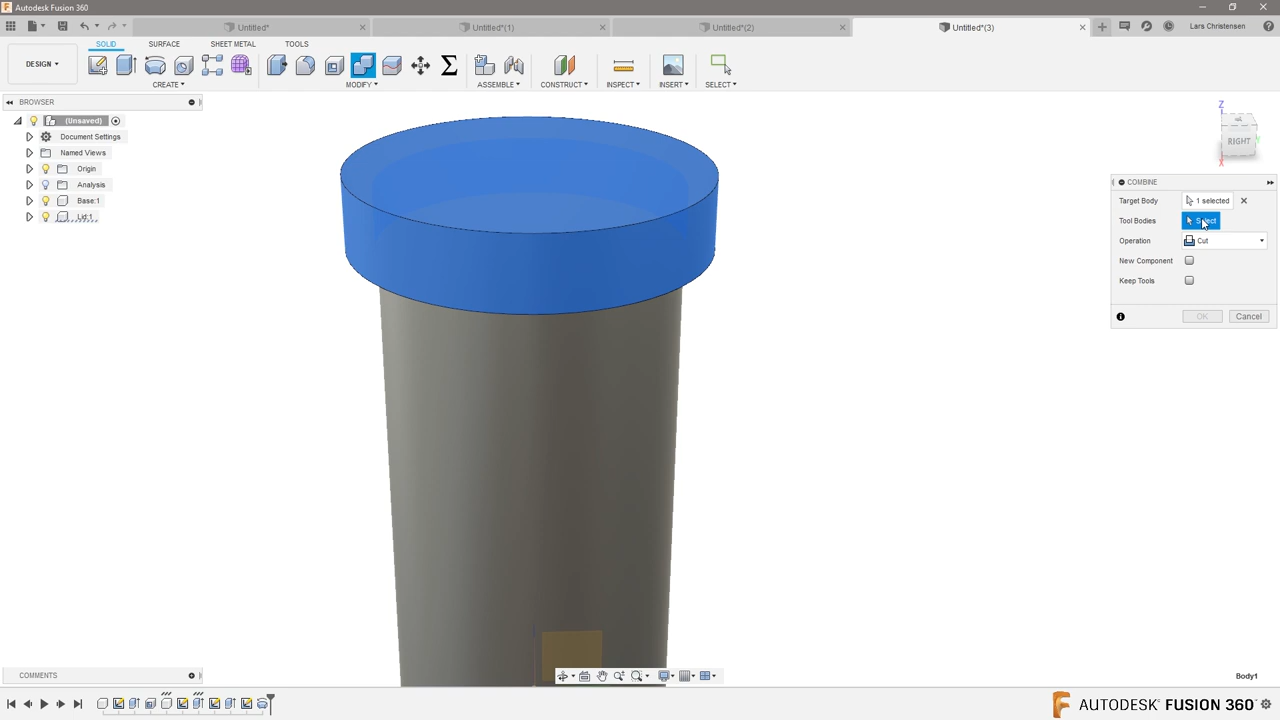 Autodesk Fusion 360
Untitled*
Untitled*(1)
Untitled*(2)
Untitled*(3)
Lars Christensen
SOLID
SURFACE
SHEET METAL
TOOLS
DESIGN
CREATE
MODIFY
ASSEMBLE
CONSTRUCT
INSPECT
INSERT
SELECT
BROWSER
(Unsaved)
Document Settings
Named Views
Origin
Analysis
Base:1
Lid:1
Z
RIGHT
Y
X
COMBINE
Target Body 1 selected
Tool Bodies Select
Operation Cut
New Component
Keep Tools
OK Cancel
COMMENTS
Body1
AUTODESK FUSION 360